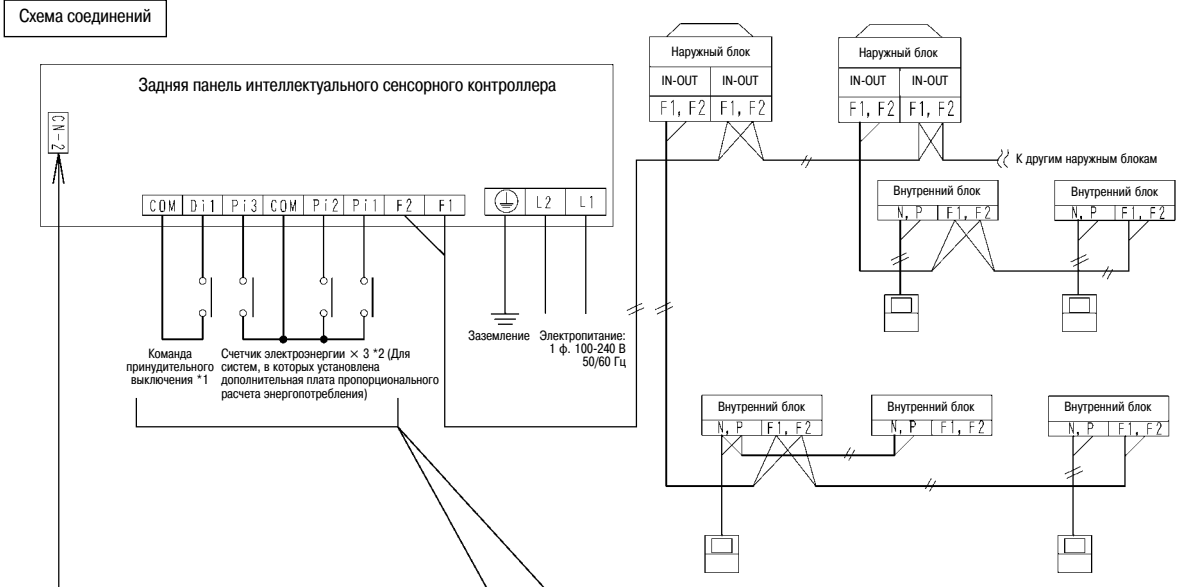 Схема соединений
Задняя панель интеллектуального сенсорного контроллера
CN-2
COM Di1 Pi3 COM Pi2 Pi1 F2 F1
L2 L1
Команда
принудительного
выключения *1
Счетчик электроэнергии × 3 *2 (Для
систем, в которых установлена
дополнительная плата пропорционального
расчета энергопотребления)
Заземление
Электропитание:
1 ф. 100-240 В
50/60 Гц
Наружный блок
IN-OUT IN-OUT
F1, F2 F1, F2
Наружный блок
IN-OUT IN-OUT
F1, F2 F1, F2
К другим наружным блокам
Внутренний блок
N, P F1, F2
Внутренний блок
N, P F1, F2
Внутренний блок
N, P F1, F2
Внутренний блок
N, P F1, F2
Внутренний блок
N, P F1, F2